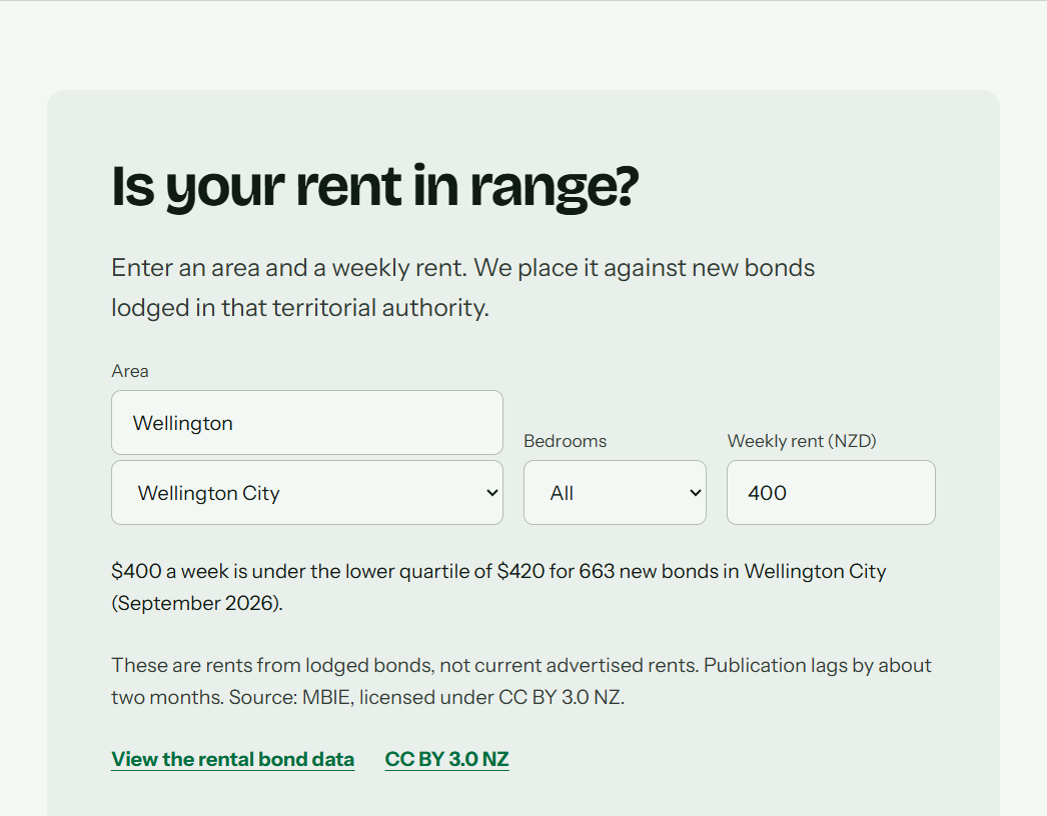 Is your rent in range?
Enter an area and a weekly rent. We place it against new bonds
lodged in that territorial authority.
Area
Wellington
Wellington City
Bedrooms
All
Weekly rent (NZD)
400
$400 a week is under the lower quartile of $420 for 663 new bonds in Wellington City
(September 2026).
These are rents from lodged bonds, not current advertised rents. Publication lags by about
two months. Source: MBIE, licensed under CC BY 3.0 NZ.
View the rental bond data CC BY 3.0 NZ